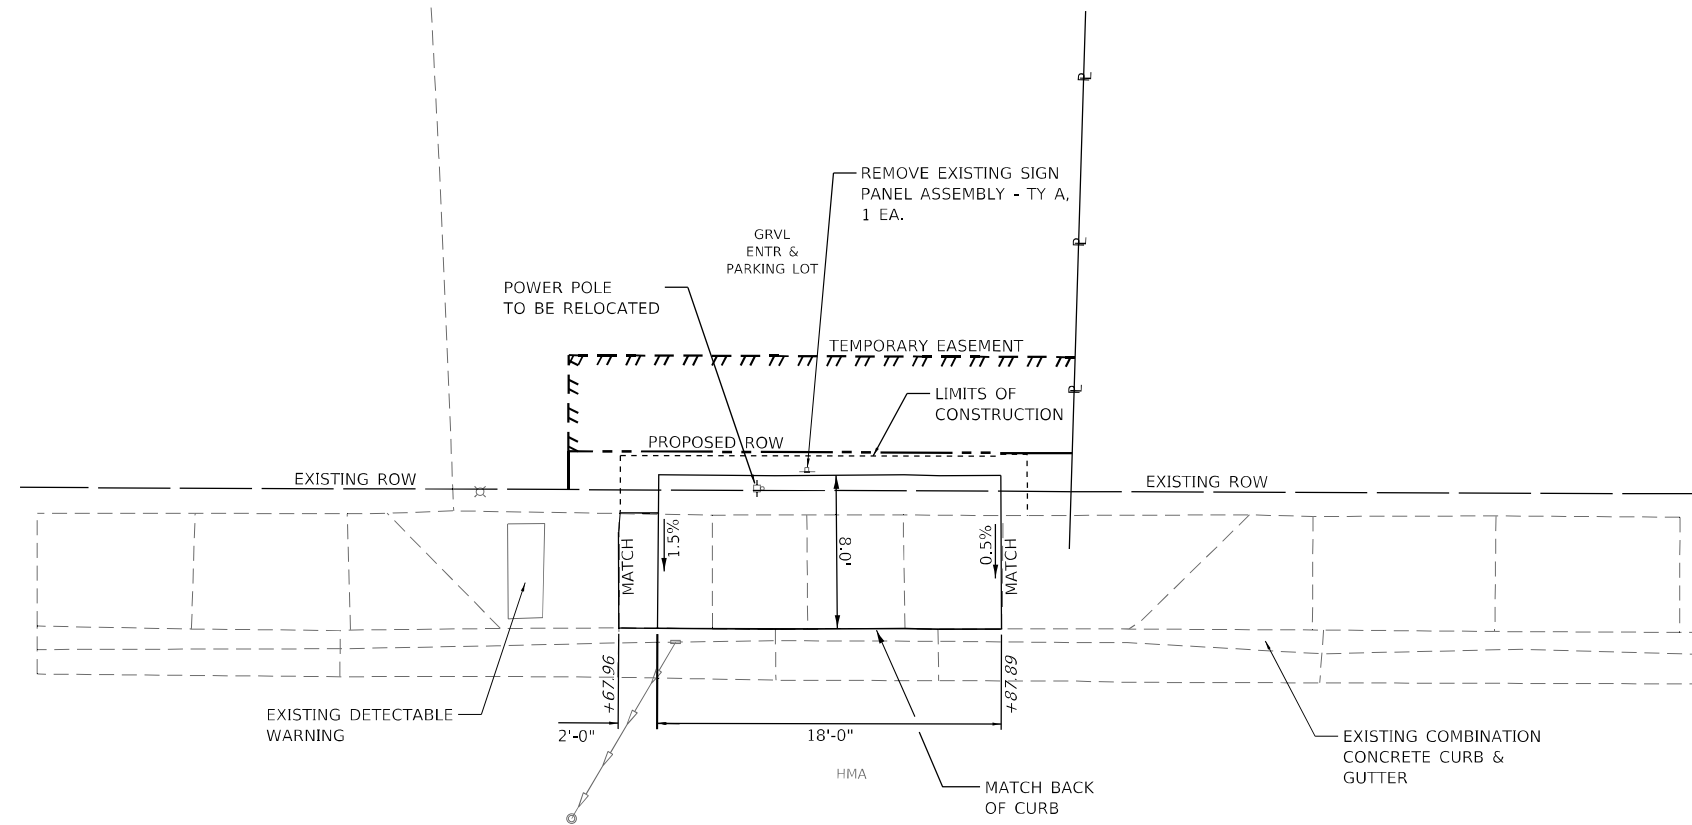 REMOVE EXISTING SIGN
PANEL ASSEMBLY - TY A,
1 EA.
GRVL
ENTR &
PARKING LOT
POWER POLE
TO BE RELOCATED
TEMPORARY EASEMENT
LIMITS OF
CONSTRUCTION
PROPOSED ROW
EXISTING ROW
EXISTING ROW
MATCH
1.5%
8.0'
0.5%
MATCH
+67.96
+87.89
EXISTING DETECTABLE
WARNING
2'-0"
18'-0"
HMA
MATCH BACK
OF CURB
EXISTING COMBINATION
CONCRETE CURB &
GUTTER